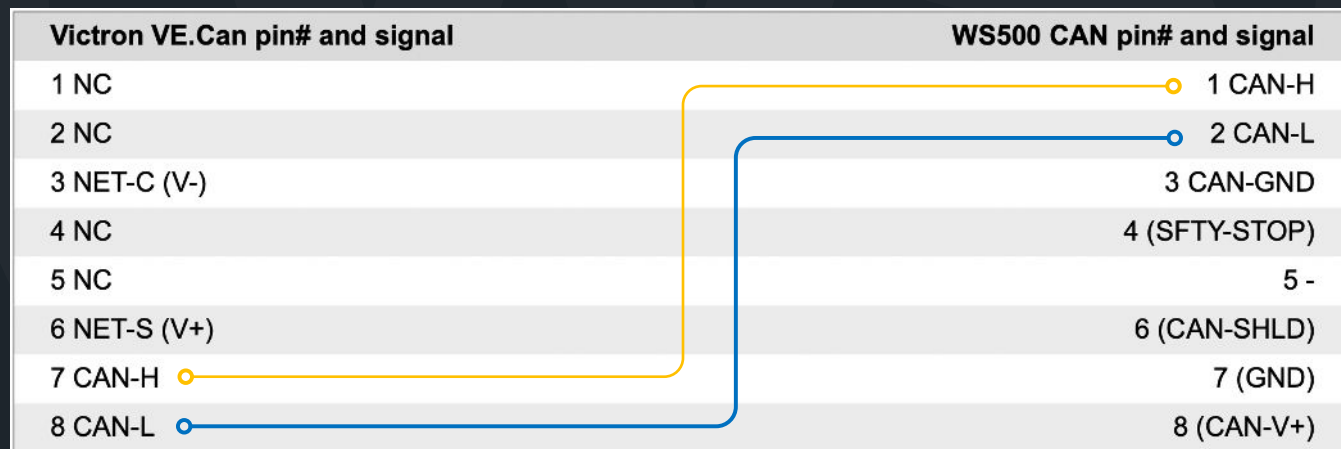 Victron VE.Can pin# and signal WS500 CAN pin# and signal
1 NC 1 CAN-H
2 NC 2 CAN-L
3 NET-C (V-) 3 CAN-GND
4 NC 4 (SFTY-STOP)
5 NC 5 -
6 NET-S (V+) 6 (CAN-SHLD)
7 CAN-H 7 (GND)
8 CAN-L 8 (CAN-V+)